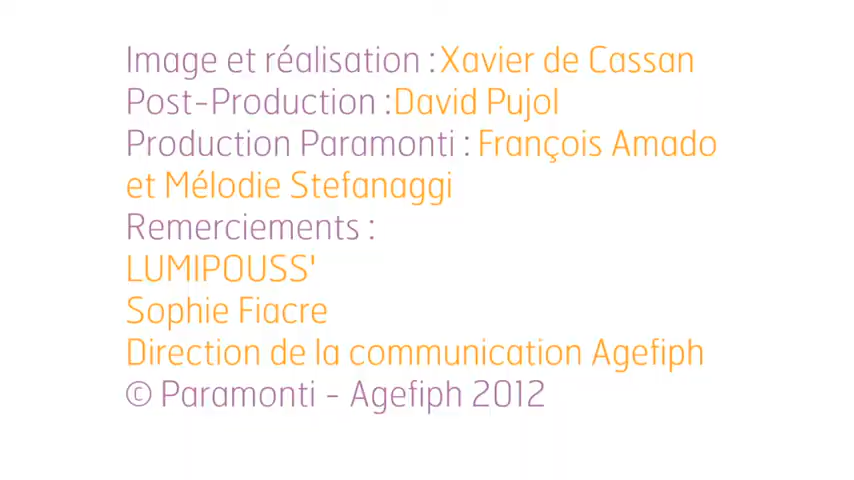 Image et réalisation : Xavier de Cassan
Post-Production : David Pujol
Production Paramonti : François Amado
et Mélodie Stefanaggi
Remerciements :
LUMIPOUSS'
Sophie Fiacre
Direction de la communication Agefiph
© Paramonti - Agefiph 2012